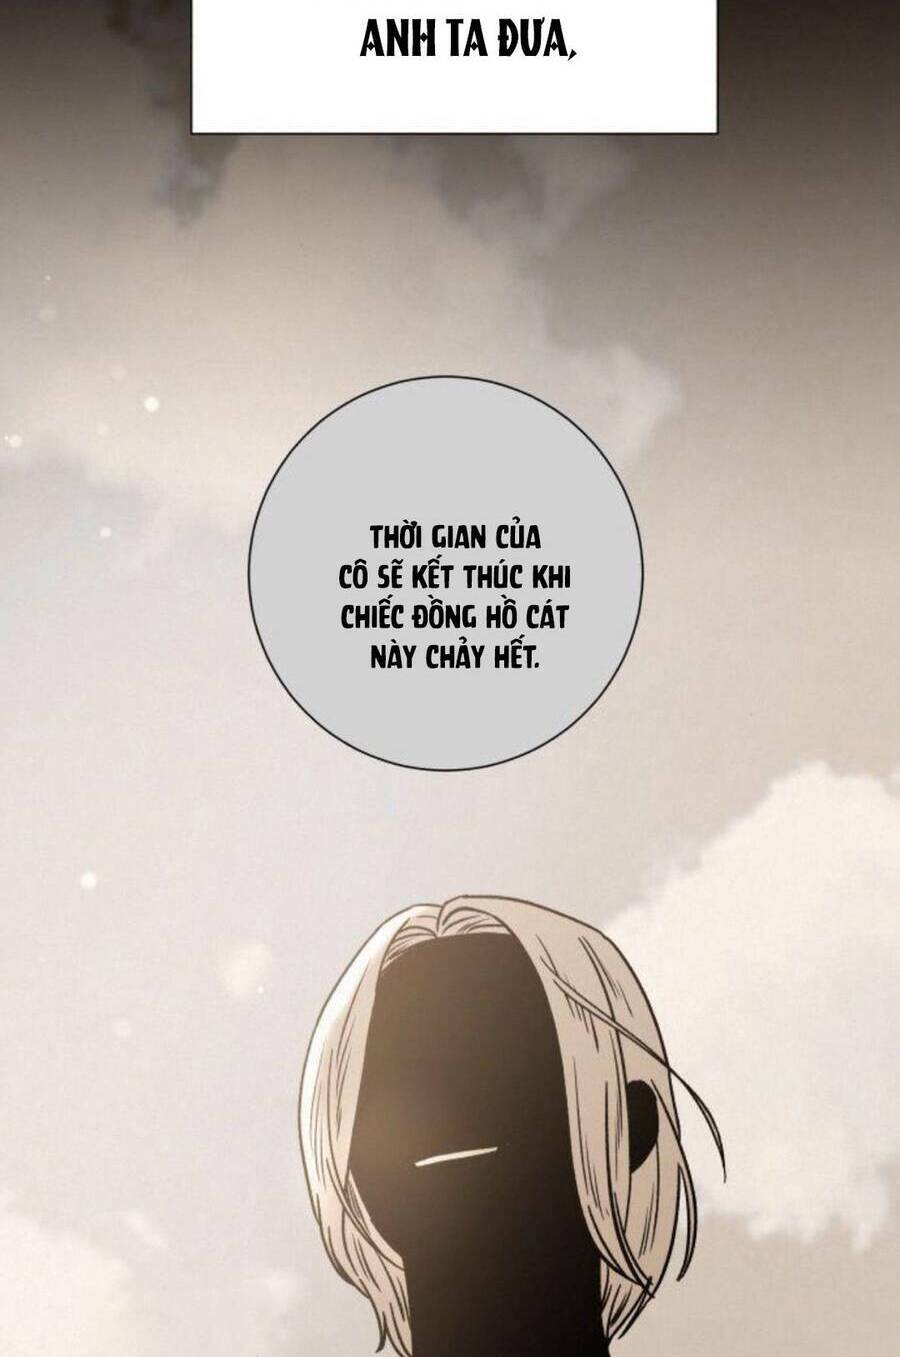 ANH TA ĐƯA,
THỜI GIAN CỦA
CÔ SẼ KẾT THÚC KHI
CHIẾC ĐỒNG HỒ CÁT
NÀY CHẢY HẾT.